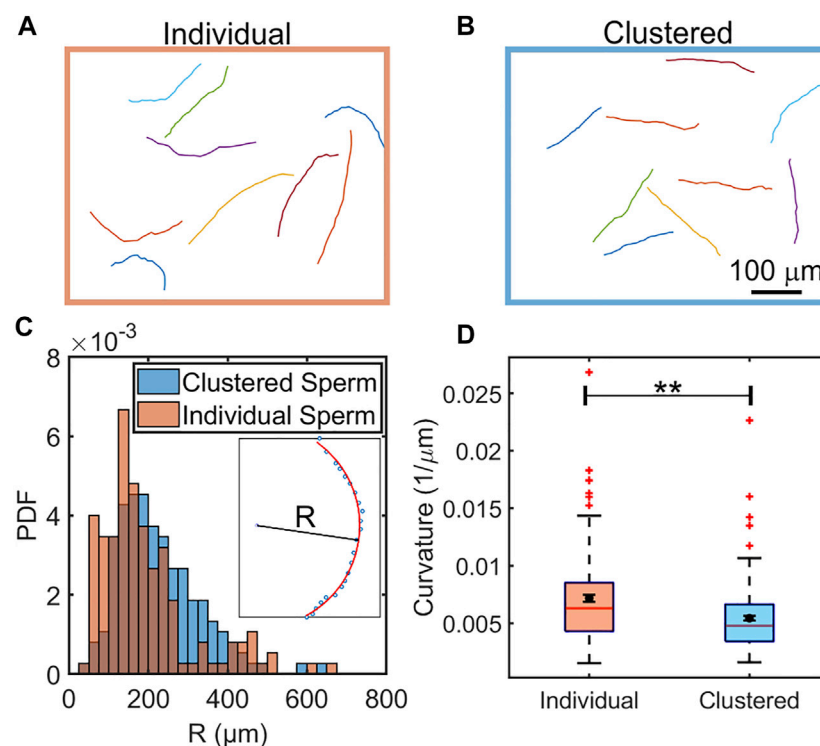 A
Individual
B
Clustered
100 μm
C
×10⁻³
8
6
4
2
0
PDF
Clustered Sperm
Individual Sperm
R
0 200 400 600 800
R (μm)
D
**
0.025
0.02
0.015
0.01
0.005
Curvature (1/μm)
Individual Clustered